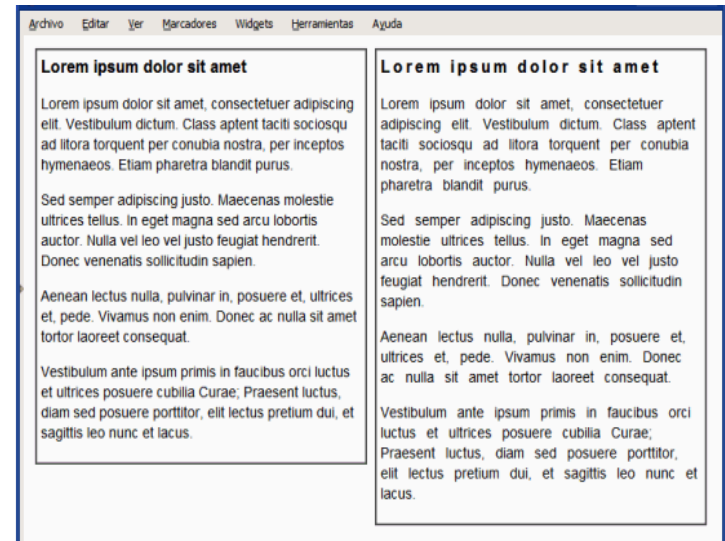 Archivo Editar Ver Marcadores Widgets Herramientas Ayuda
Lorem ipsum dolor sit amet
Lorem ipsum dolor sit amet, consectetuer adipiscing
elit. Vestibulum dictum. Class aptent taciti sociosqu
ad litora torquent per conubia nostra, per inceptos
hymenaeos. Etiam pharetra blandit purus.
Sed semper adipiscing justo. Maecenas molestie
ultrices tellus. In eget magna sed arcu lobortis
auctor. Nulla vel leo vel justo feugiat hendrerit.
Donec venenatis sollicitudin sapien.
Aenean lectus nulla, pulvinar in, posuere et, ultrices
et, pede. Vivamus non enim. Donec ac nulla sit amet
tortor laoreet consequat.
Vestibulum ante ipsum primis in faucibus orci luctus
et ultrices posuere cubilia Curae; Praesent luctus,
diam sed posuere porttitor, elit lectus pretium dui, et
sagittis leo nunc et lacus.
Lorem ipsum dolor sit amet
Lorem ipsum dolor sit amet, consectetuer
adipiscing elit. Vestibulum dictum. Class aptent
taciti sociosqu ad litora torquent per conubia
nostra, per inceptos hymenaeos. Etiam
pharetra blandit purus.
Sed semper adipiscing justo. Maecenas
molestie ultrices tellus. In eget magna sed
arcu lobortis auctor. Nulla vel leo vel justo
feugiat hendrerit. Donec venenatis sollicitudin
sapien.
Aenean lectus nulla, pulvinar in, posuere et,
ultrices et, pede. Vivamus non enim. Donec
ac nulla sit amet tortor laoreet consequat.
Vestibulum ante ipsum primis in faucibus orci
luctus et ultrices posuere cubilia Curae;
Praesent luctus, diam sed posuere porttitor,
elit lectus pretium dui, et sagittis leo nunc et
lacus.